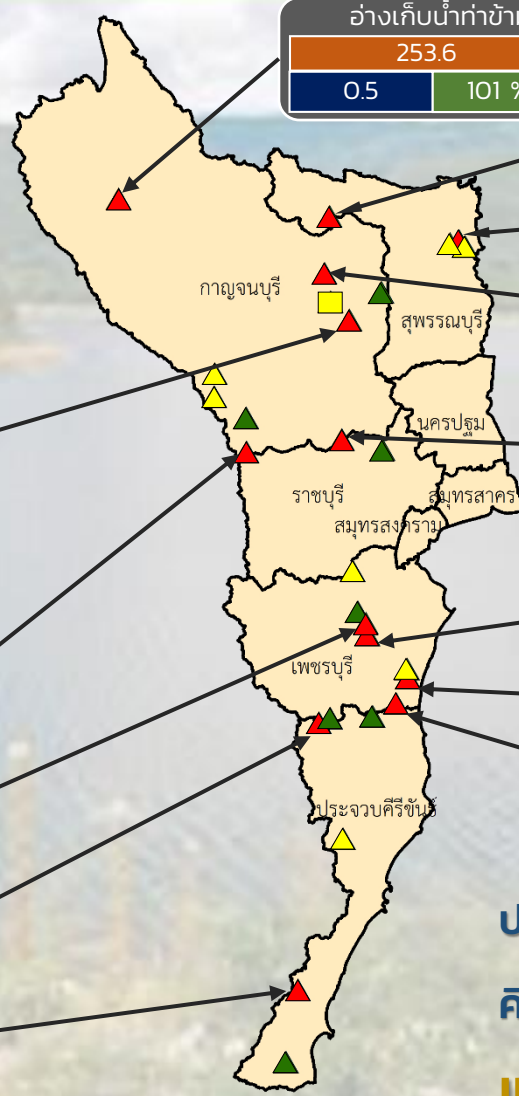 อ่างเก็บน้ำท่าข้าม
253.6
0.5 101 %
กาญจนบุรี
สุพรรณบุรี
นครปฐม
ราชบุรี
สมุทรสาคร
สมุทรสงคราม
เพชรบุรี
ประจวบคีรีขันธ์